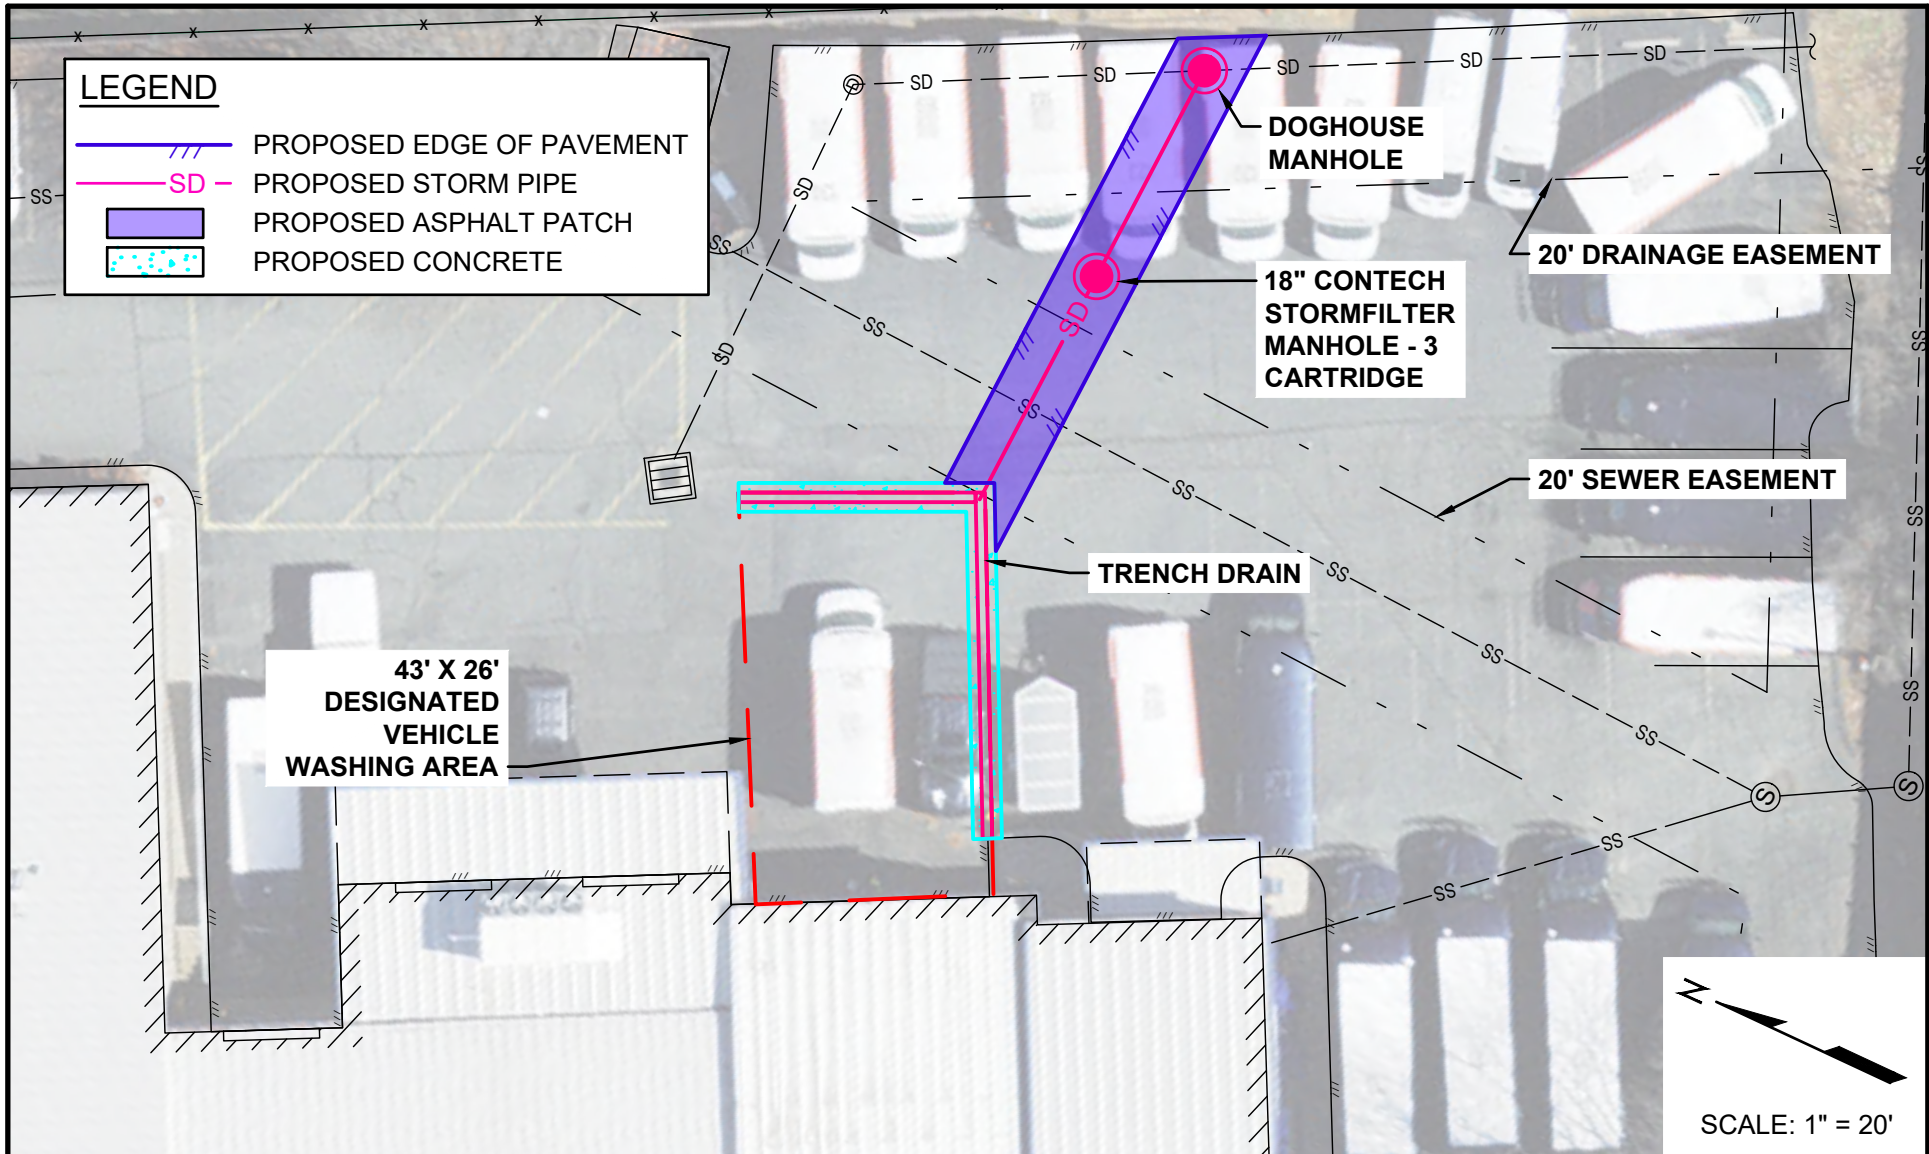 LEGEND
PROPOSED EDGE OF PAVEMENT
SD
PROPOSED STORM PIPE
PROPOSED ASPHALT PATCH
PROPOSED CONCRETE
SD
SD
SD
SD
SD
DOGHOUSE
MANHOLE
SS
SD
SS
20' DRAINAGE EASEMENT
18" CONTECH
STORMFILTER
MANHOLE - 3
CARTRIDGE
SD
SS
SD
SS
SS
SS
20' SEWER EASEMENT
SS
SS
TRENCH DRAIN
SS
SS
43' X 26'
DESIGNATED
VEHICLE
WASHING AREA
SS
SS
S
S
SS
SS
N
SCALE: 1" = 20'